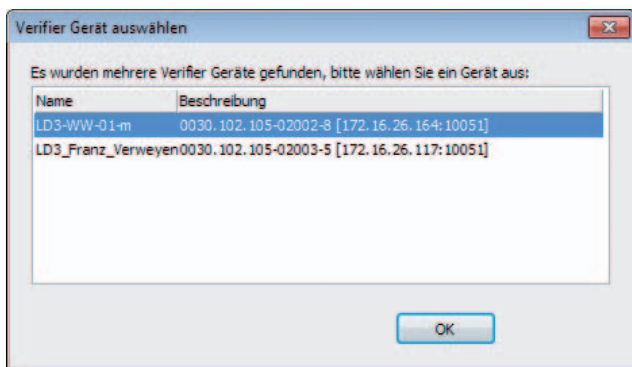 Verifier Gerät auswählen
Es wurden mehrere Verifier Geräte gefunden, bitte wählen Sie ein Gerät aus:
Name Beschreibung
LD3-WW-01-m 0030.102.105-02002-8 [172.16.26.164:10051]
LD3_Franz_Verweyen 0030.102.105-02003-5 [172.16.26.117:10051]
OK